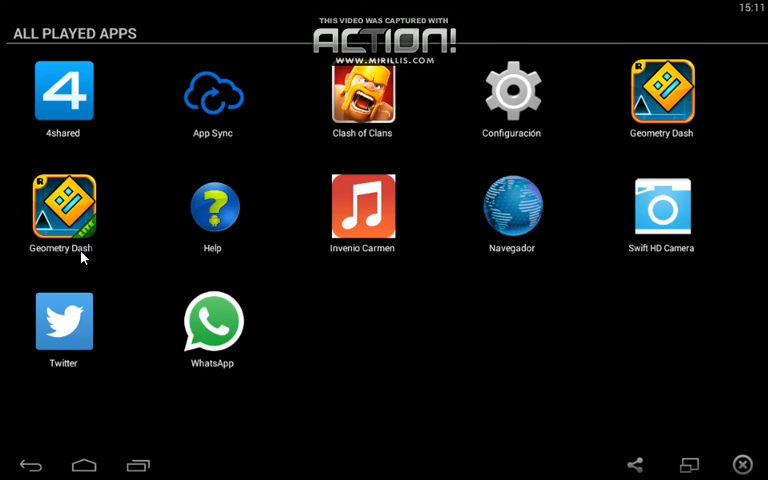 15:11
THIS VIDEO WAS CAPTURED WITH
ACTION!
WWW.MIRILLIS.COM
ALL PLAYED APPS
4
4shared
App Sync
Clash of Clans
Configuración
R
Geometry Dash
R
LITE
Geometry Dash
?
Help
Invenio Carmen
Navegador
Swift HD Camera
Twitter
WhatsApp